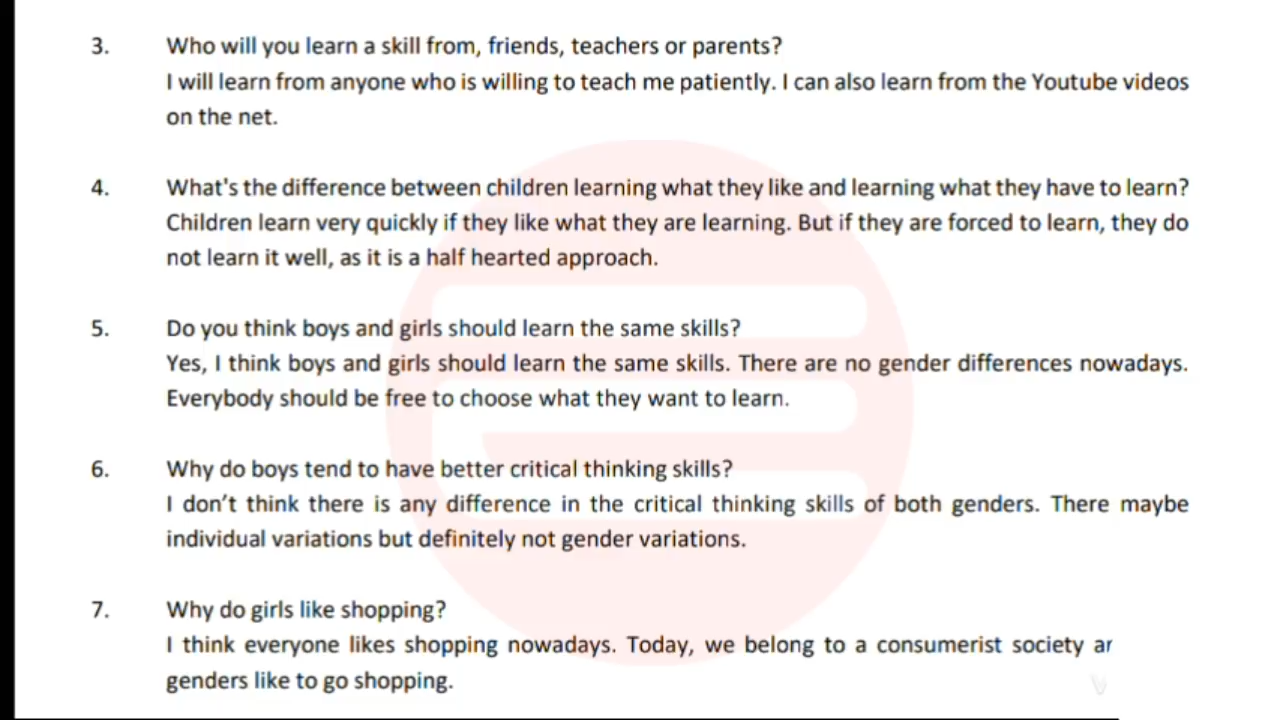 3. Who will you learn a skill from, friends, teachers or parents?
I will learn from anyone who is willing to teach me patiently. I can also learn from the Youtube videos
on the net.
4. What's the difference between children learning what they like and learning what they have to learn?
Children learn very quickly if they like what they are learning. But if they are forced to learn, they do
not learn it well, as it is a half hearted approach.
5. Do you think boys and girls should learn the same skills?
Yes, I think boys and girls should learn the same skills. There are no gender differences nowadays.
Everybody should be free to choose what they want to learn.
6. Why do boys tend to have better critical thinking skills?
I don’t think there is any difference in the critical thinking skills of both genders. There maybe
individual variations but definitely not gender variations.
7. Why do girls like shopping?
I think everyone likes shopping nowadays. Today, we belong to a consumerist society
genders like to go shopping.